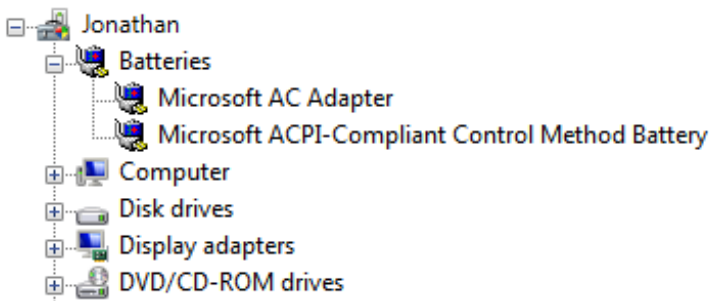 Jonathan
Batteries
Microsoft AC Adapter
Microsoft ACPI-Compliant Control Method Battery
Computer
Disk drives
Display adapters
DVD/CD-ROM drives